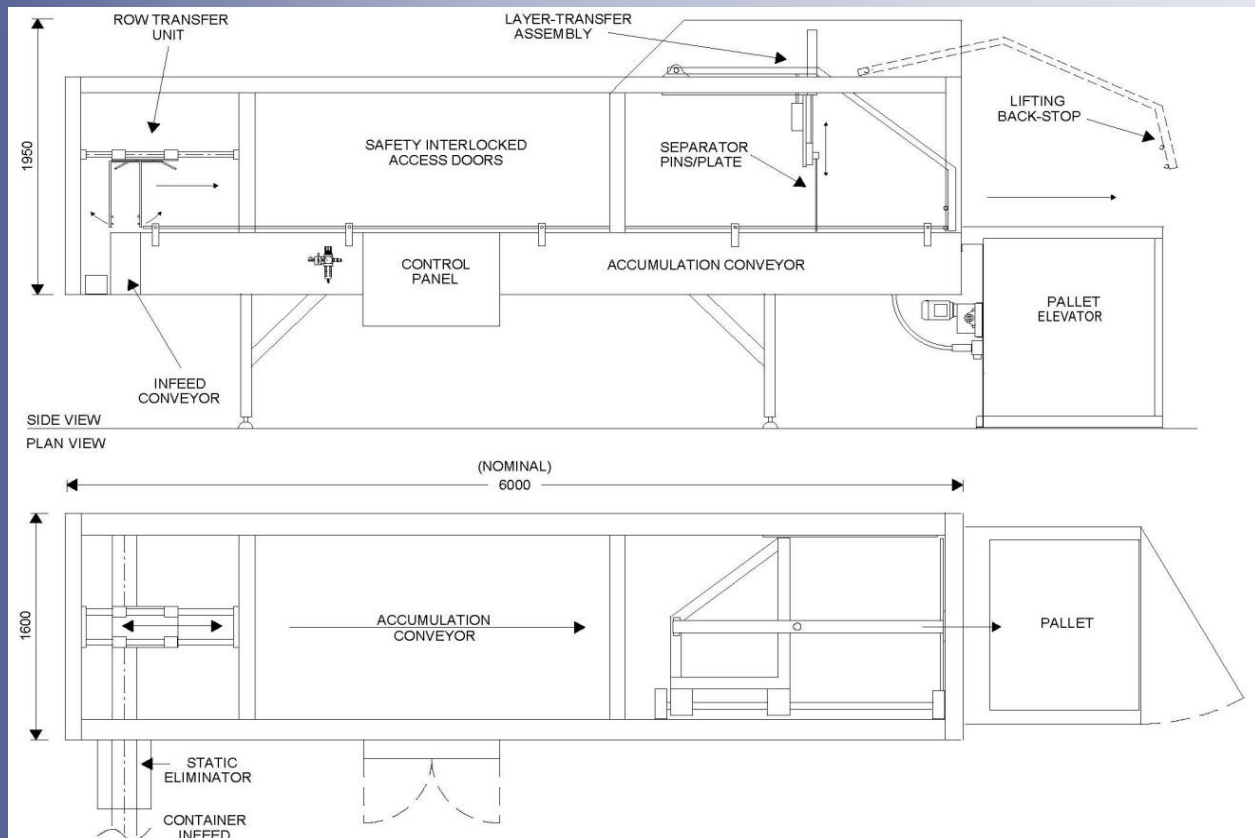 ROW TRANSFER
UNIT
LAYER-TRANSFER
ASSEMBLY
LIFTING
BACK-STOP
1950
SAFETY INTERLOCKED
ACCESS DOORS
SEPARATOR
PINS/PLATE
CONTROL
PANEL
ACCUMULATION CONVEYOR
PALLET
ELEVATOR
INFEED
CONVEYOR
SIDE VIEW
PLAN VIEW
(NOMINAL)
6000
1600
ACCUMULATION
CONVEYOR
PALLET
STATIC
ELIMINATOR
CONTAINER
INFEED